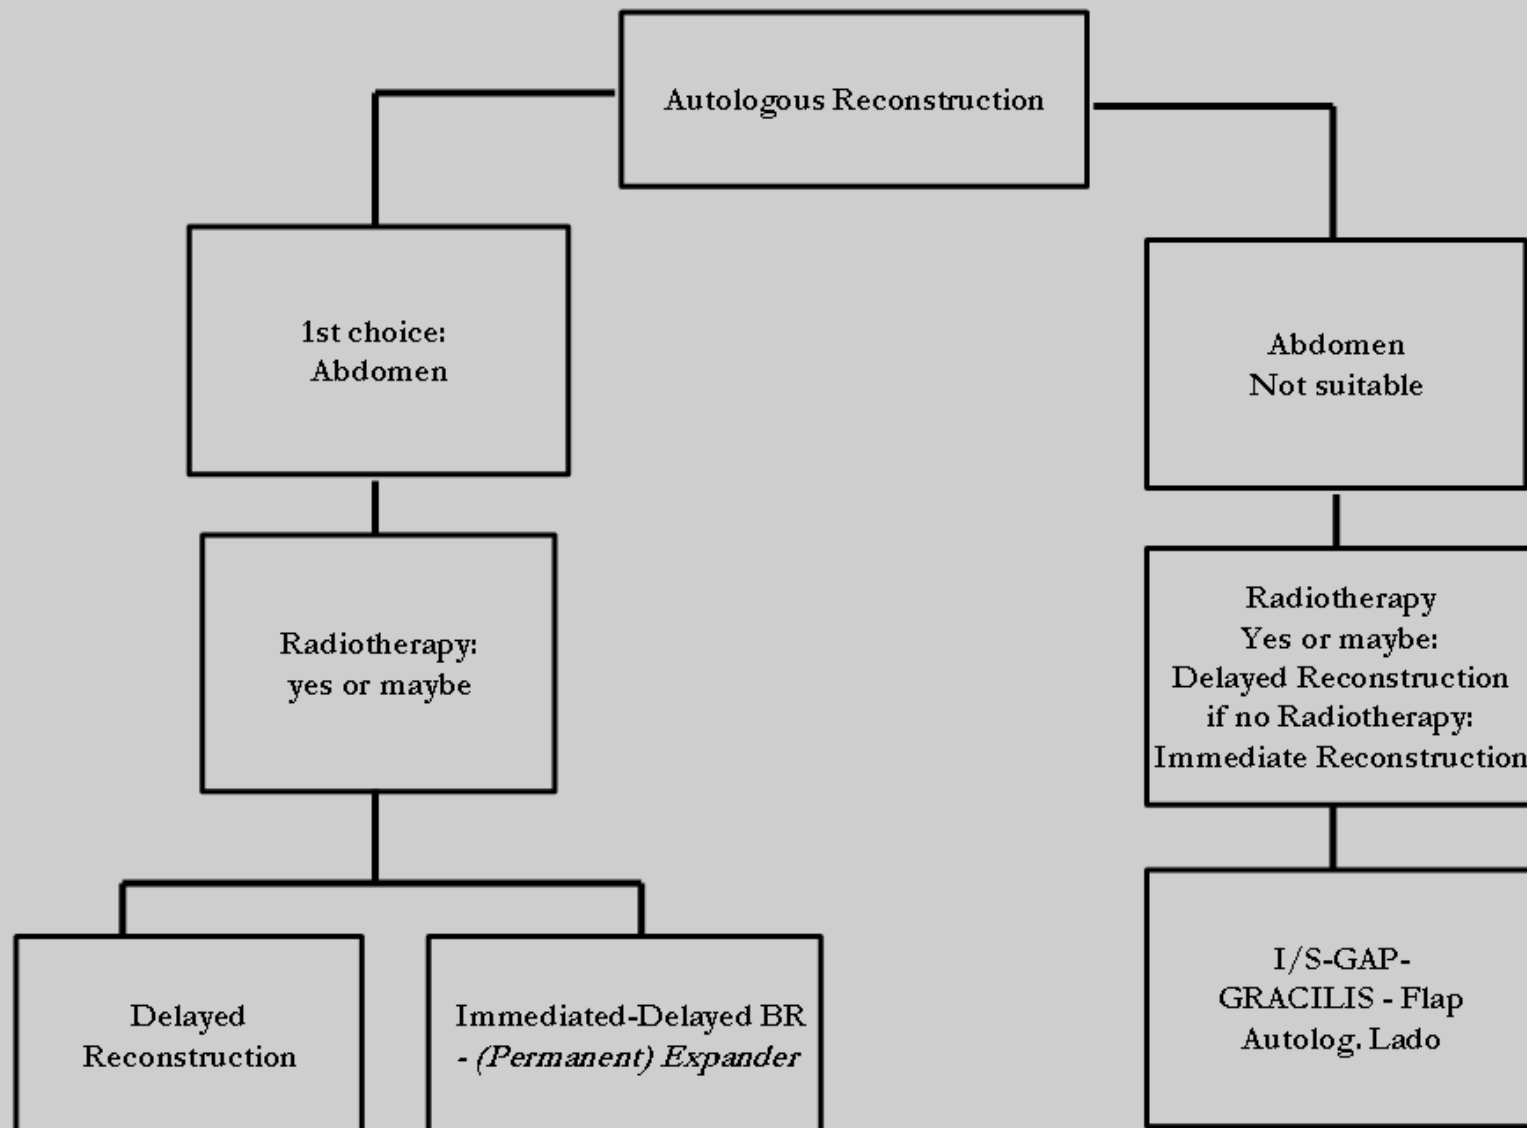 Autologous Reconstruction
1st choice:
Abdomen
Abdomen
Not suitable
Radiotherapy:
yes or maybe
Radiotherapy
Yes or maybe:
Delayed Reconstruction
if no Radiotherapy:
Immediate Reconstruction
Delayed
Reconstruction
Immediated-Delayed BR
- (Permanent) Expander
I/S-GAP-
GRACILIS - Flap
Autolog. Lado